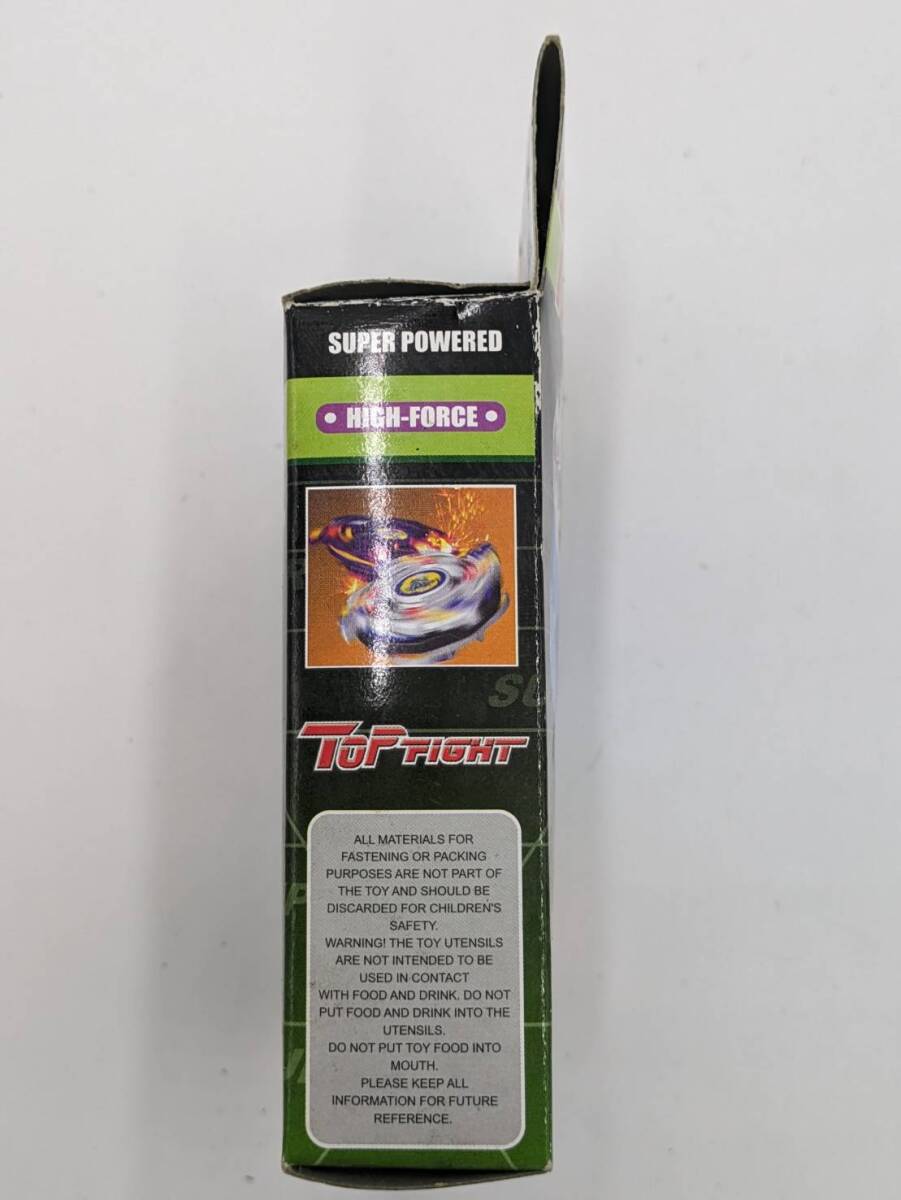 SUPER POWERED
• HIGH-FORCE •
TOP FIGHT
ALL MATERIALS FOR
FASTENING OR PACKING
PURPOSES ARE NOT PART OF
THE TOY AND SHOULD BE
DISCARDED FOR CHILDREN'S
SAFETY.
WARNING! THE TOY UTENSILS
ARE NOT INTENDED TO BE
USED IN CONTACT
WITH FOOD AND DRINK. DO NOT
PUT FOOD AND DRINK INTO THE
UTENSILS.
DO NOT PUT TOY FOOD INTO
MOUTH.
PLEASE KEEP ALL
INFORMATION FOR FUTURE
REFERENCE.